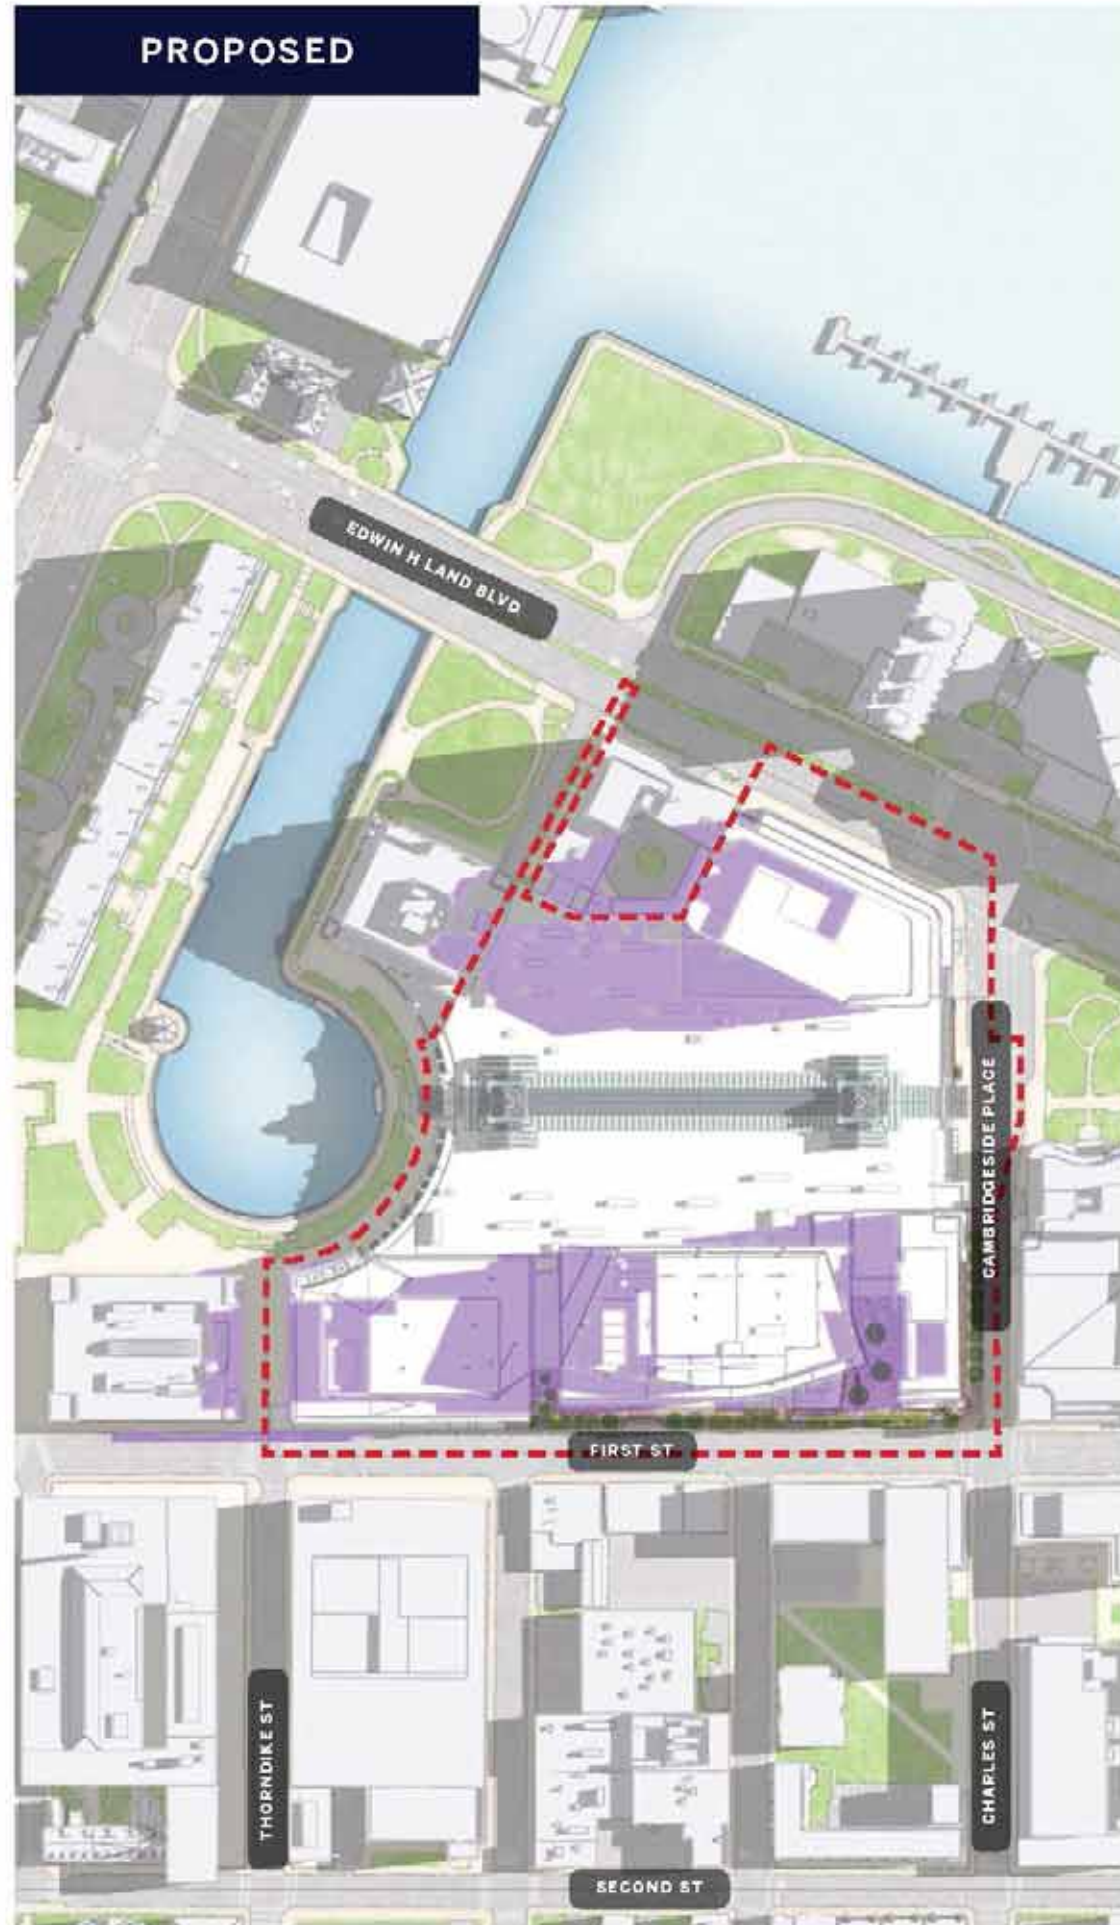 PROPOSED
EDWIN H LAND BLVD
CAMBRIDGESIDE PLACE
FIRST ST
THORNDIKE ST
CHARLES ST
SECOND ST